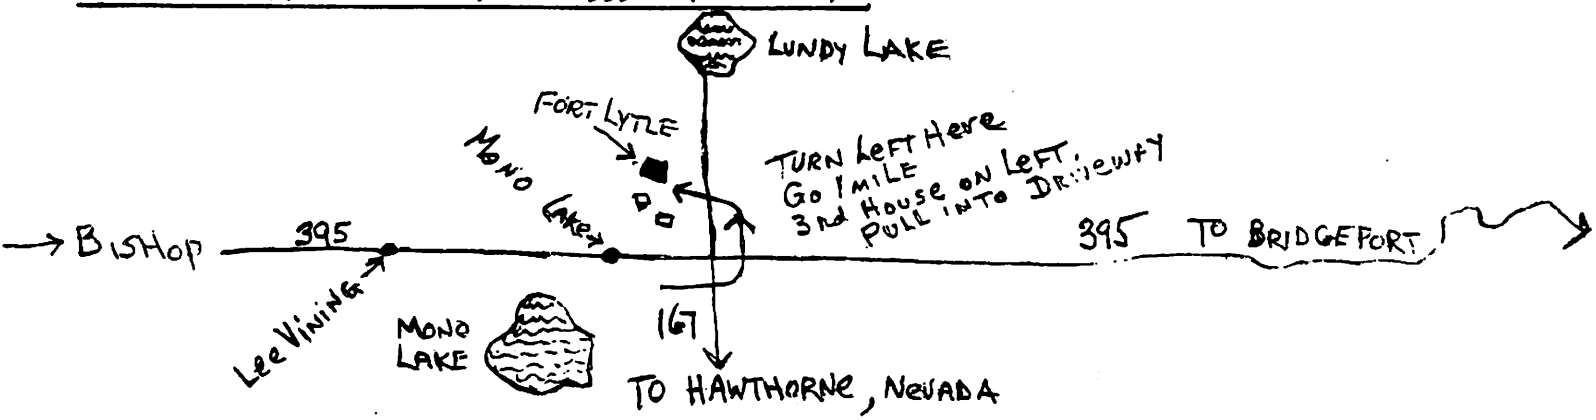 LUNDY LAKE
FORT LYTLE
MONO
LAKE
TURN LEFT HERE
GO 1 MILE
3rd HOUSE ON LEFT.
PULL INTO DRIVEWAY
BISHOP
395
395
TO BRIDGEFORT
Lee VINING
MONO
LAKE
167
TO HAWTHORNE, NEVADA